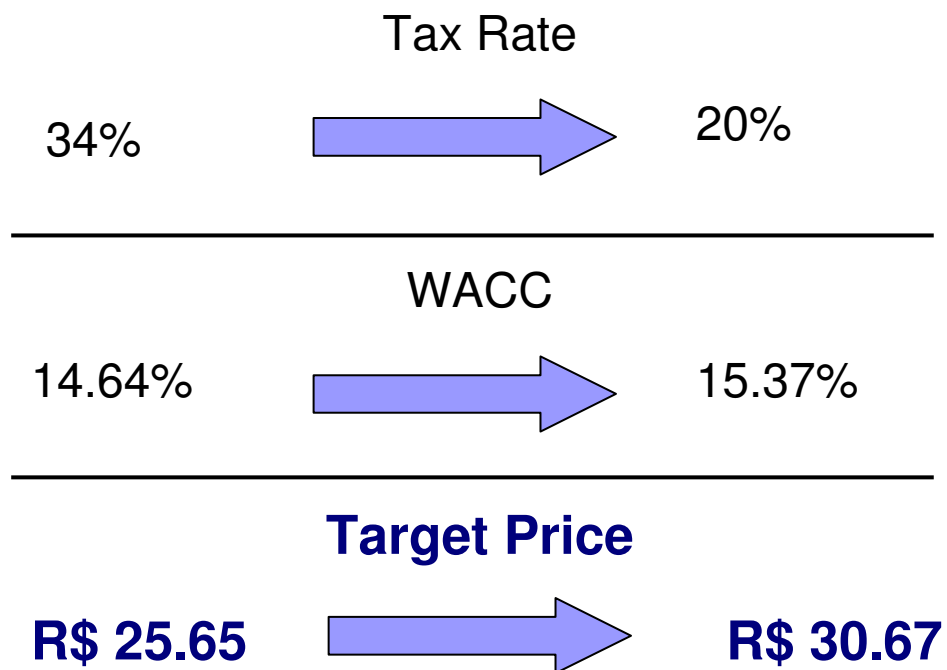 Tax Rate
34% 20%
WACC
14.64% 15.37%
Target Price
R$ 25.65 R$ 30.67